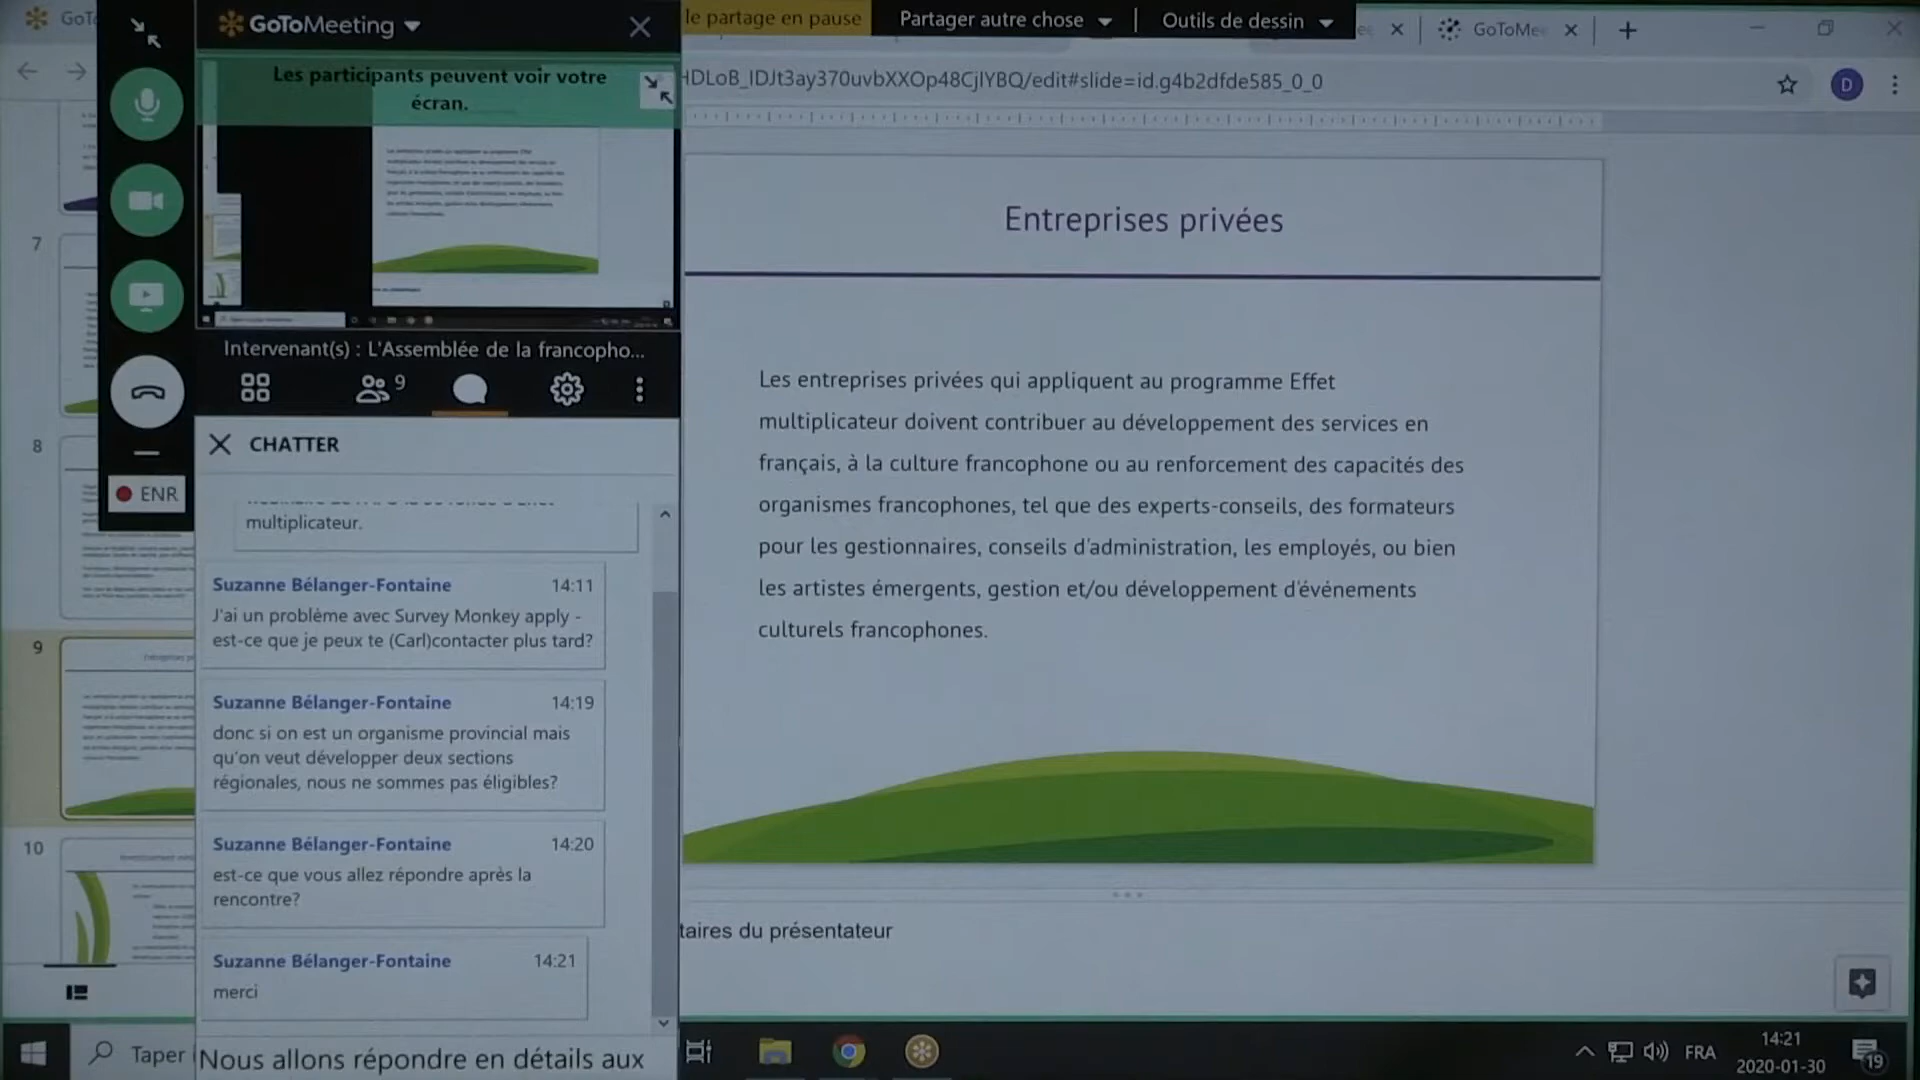 GoToMeeting
Les participants peuvent voir votre
écran.
le partage en pause
Partager autre chose
Outils de dessin
GoToMee
HDLoB_IDJt3ay370uvbXXOp48CjlYBQ/edit#slide=id.g4b2dfde585_0_0
D
Intervenant(s) : L'Assemblée de la francopho...
9
ENR
CHATTER
multiplicateur.
Suzanne Bélanger-Fontaine 14:11
J'ai un problème avec Survey Monkey apply -
est-ce que je peux te (Carl)contacter plus tard?
Suzanne Bélanger-Fontaine 14:19
donc si on est un organisme provincial mais
qu'on veut développer deux sections
régionales, nous ne sommes pas éligibles?
Suzanne Bélanger-Fontaine 14:20
est-ce que vous allez répondre après la
rencontre?
Suzanne Bélanger-Fontaine 14:21
merci
Nous allons répondre en détails aux
7
8
9
10
Entreprises privées
Les entreprises privées qui appliquent au programme Effet
multiplicateur doivent contribuer au développement des services en
français, à la culture francophone ou au renforcement des capacités des
organismes francophones, tel que des experts-conseils, des formateurs
pour les gestionnaires, conseils d'administration, les employés, ou bien
les artistes émergents, gestion et/ou développement d'événements
culturels francophones.
taires du présentateur
Taper
FRA
14:21
2020-01-30
19